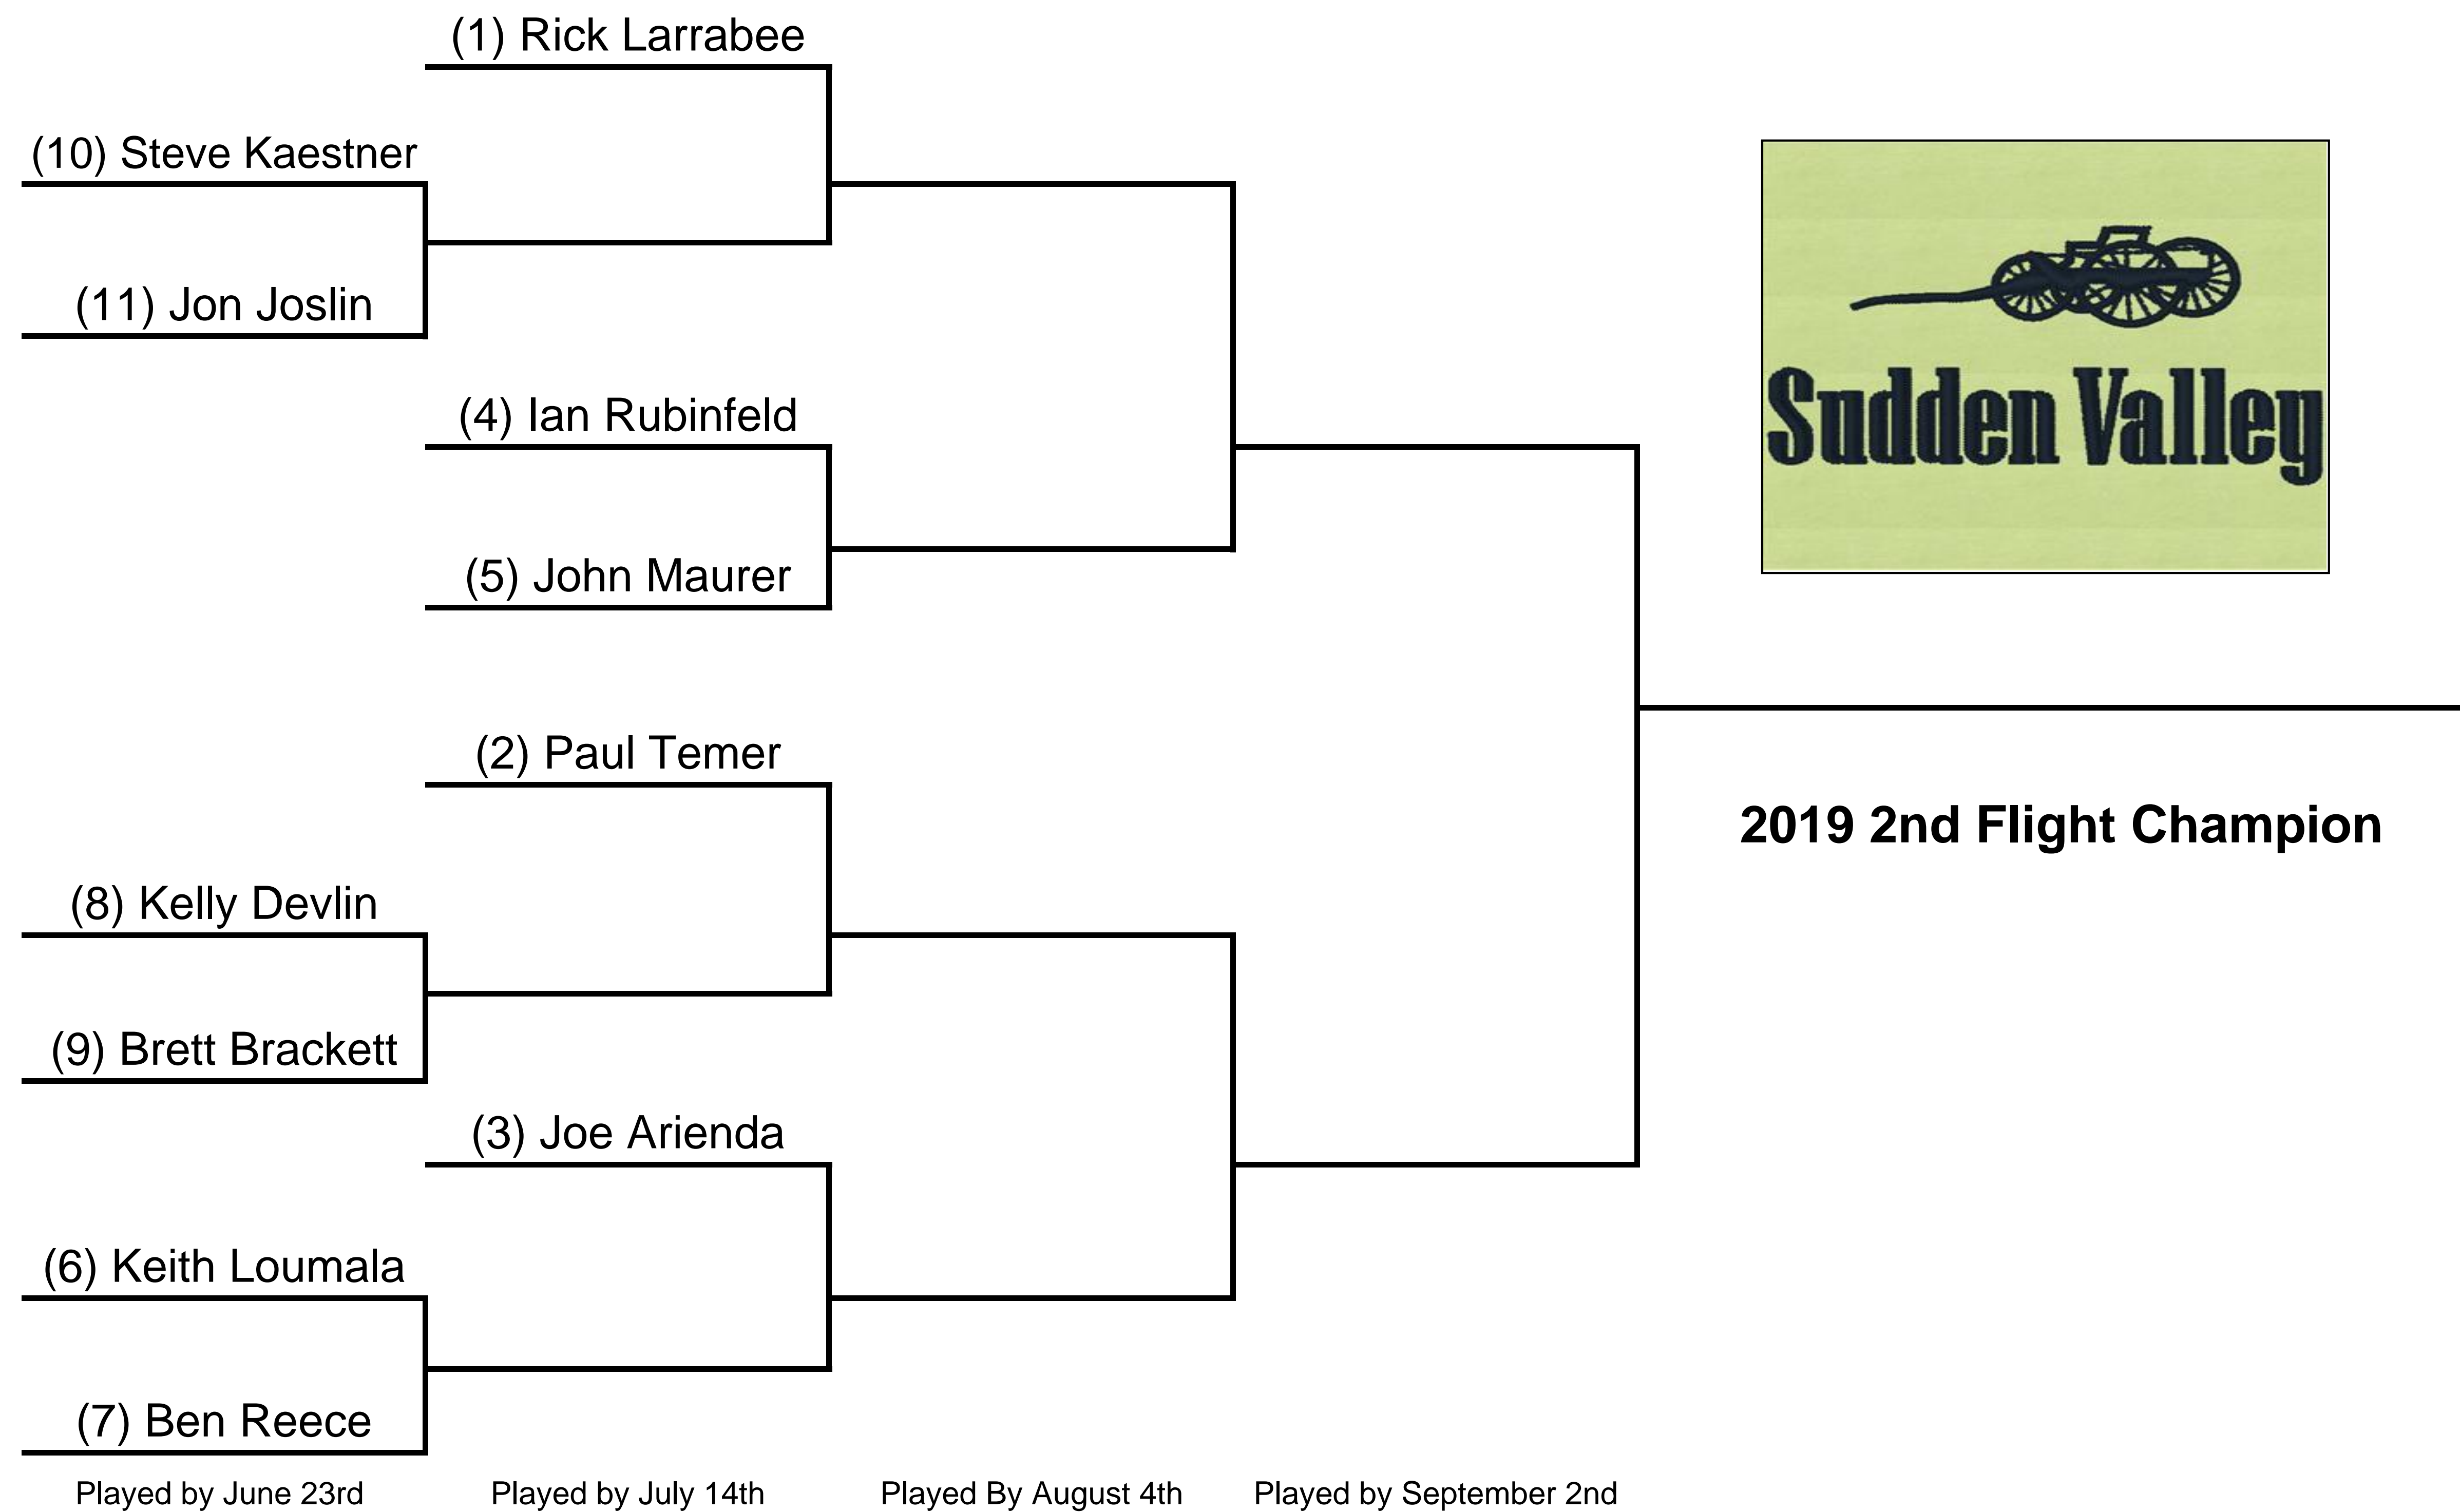 (1) Rick Larrabee
(10) Steve Kaestner
(11) Jon Joslin
(4) Ian Rubinfeld
(5) John Maurer
Sudden Valley
(2) Paul Temer
2019 2nd Flight Champion
(8) Kelly Devlin
(9) Brett Brackett
(3) Joe Arienda
(6) Keith Loumala
(7) Ben Reece
Played by June 23rd
Played by July 14th
Played By August 4th
Played by September 2nd